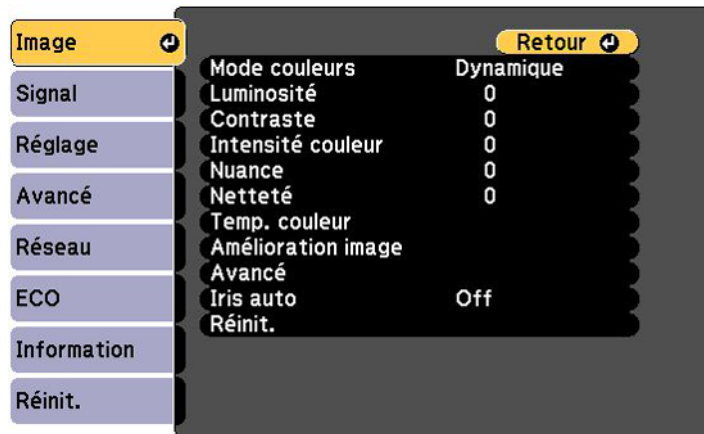 Image
Signal
Réglage
Avancé
Réseau
ECO
Information
Réinit.
Retour
Mode couleurs Dynamique
Luminosité 0
Contraste 0
Intensité couleur 0
Nuance 0
Netteté 0
Temp. couleur
Amélioration image
Avancé
Iris auto Off
Réinit.